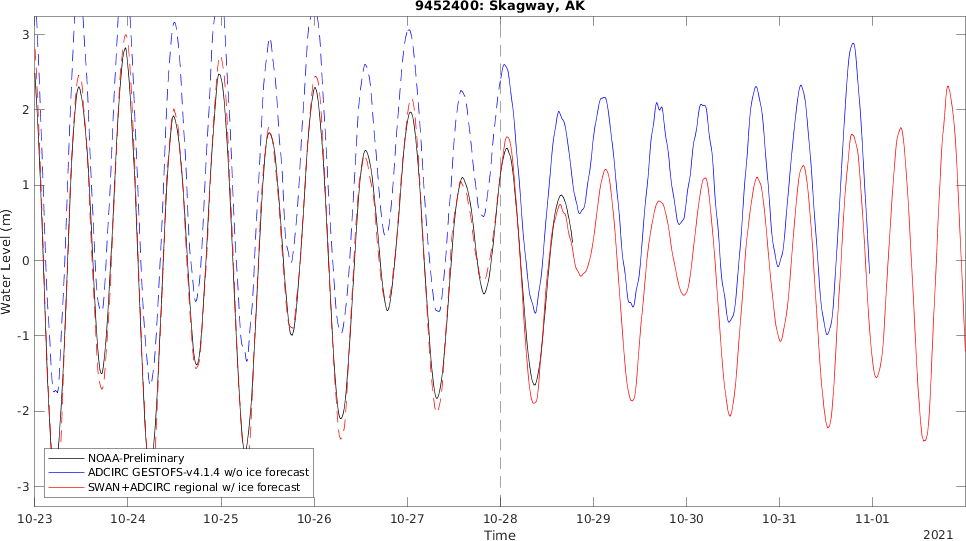 9452400: Skagway, AK
Water Level (m)
3
2
1
0
-1
-2
-3
NOAA-Preliminary
ADCIRC GESTOFS-v4.1.4 w/o ice forecast
SWAN+ADCIRC regional w/ ice forecast
10-23 10-24 10-25 10-26 10-27 10-28 10-29 10-30 10-31 11-01
Time
2021